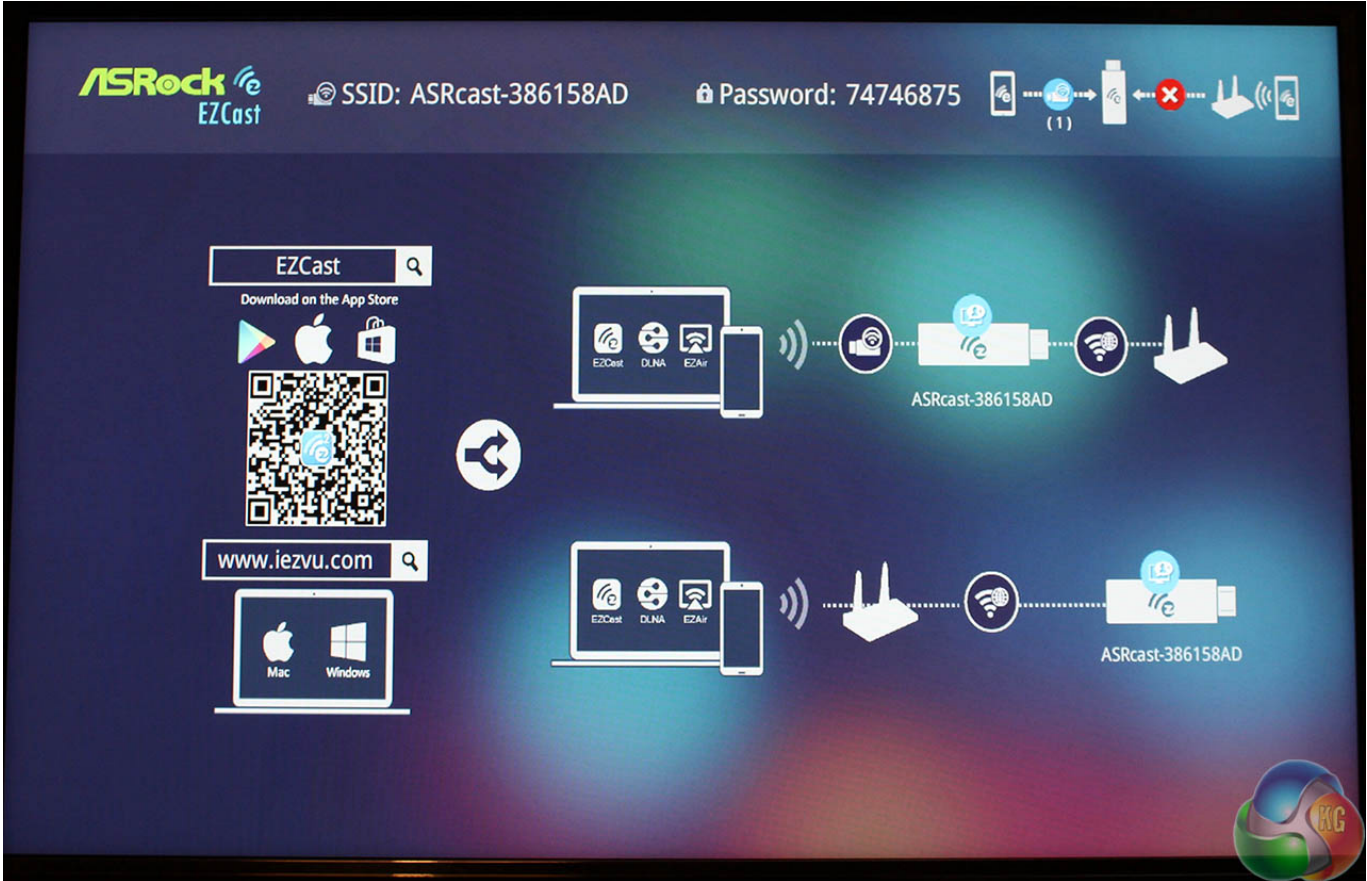 ASRock
EZCast
SSID: ASRcast-386158AD
Password: 74746875
(1)
EZCast
Download on the App Store
www.iezvu.com
Mac
Windows
EZCast
DLNA
EZAir
ASRcast-386158AD
EZCast
DLNA
EZAir
ASRcast-386158AD
KG